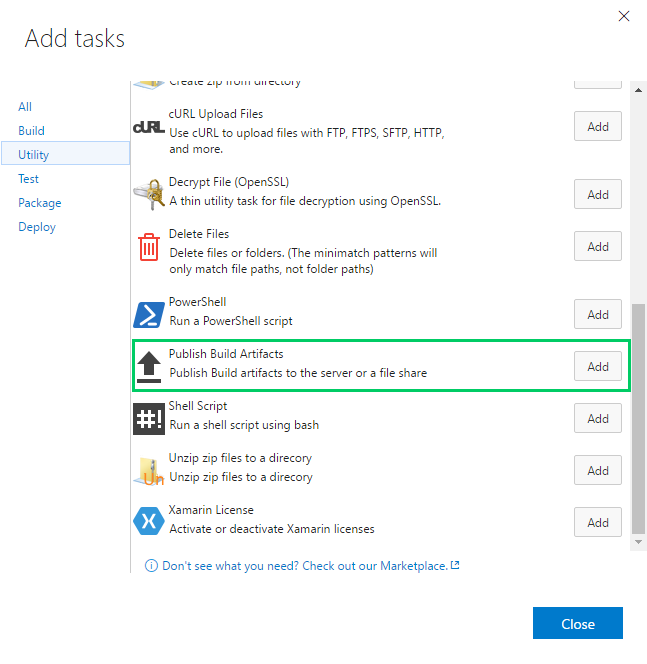 Add tasks
All
Build
Utility
Test
Package
Deploy
Create zip from directory
cURL
cURL Upload Files
Use cURL to upload files with FTP, FTPS, SFTP, HTTP,
and more.
Add
Decrypt File (OpenSSL)
A thin utility task for file decryption using OpenSSL.
Add
Delete Files
Delete files or folders. (The minimatch patterns will
only match file paths, not folder paths)
Add
PowerShell
Run a PowerShell script
Add
Publish Build Artifacts
Publish Build artifacts to the server or a file share
Add
#!
Shell Script
Run a shell script using bash
Add
Unzip zip files to a direcory
Unzip zip files to a direcory
Add
Xamarin License
Activate or deactivate Xamarin licenses
Add
Don't see what you need? Check out our Marketplace.
Close